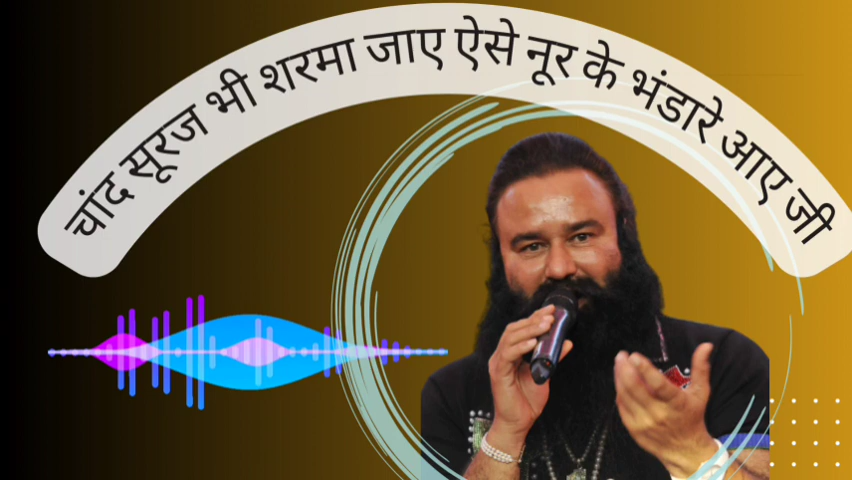 चांद सूरज भी शरमा जाए ऐसे नूर के भंडारे आए जी